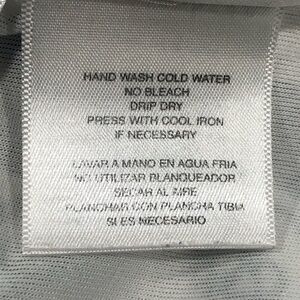 HAND WASH COLD WATER
NO BLEACH
DRIP DRY
PRESS WITH COOL IRON
IF NECESSARY
LAVAR A MANO EN AGUA FRIA
NO UTILIZAR BLANQUEADOR
SECAR AL AIRE
PLANCHAR CON PLANCHA TIBIA
SI ES NECESARIO